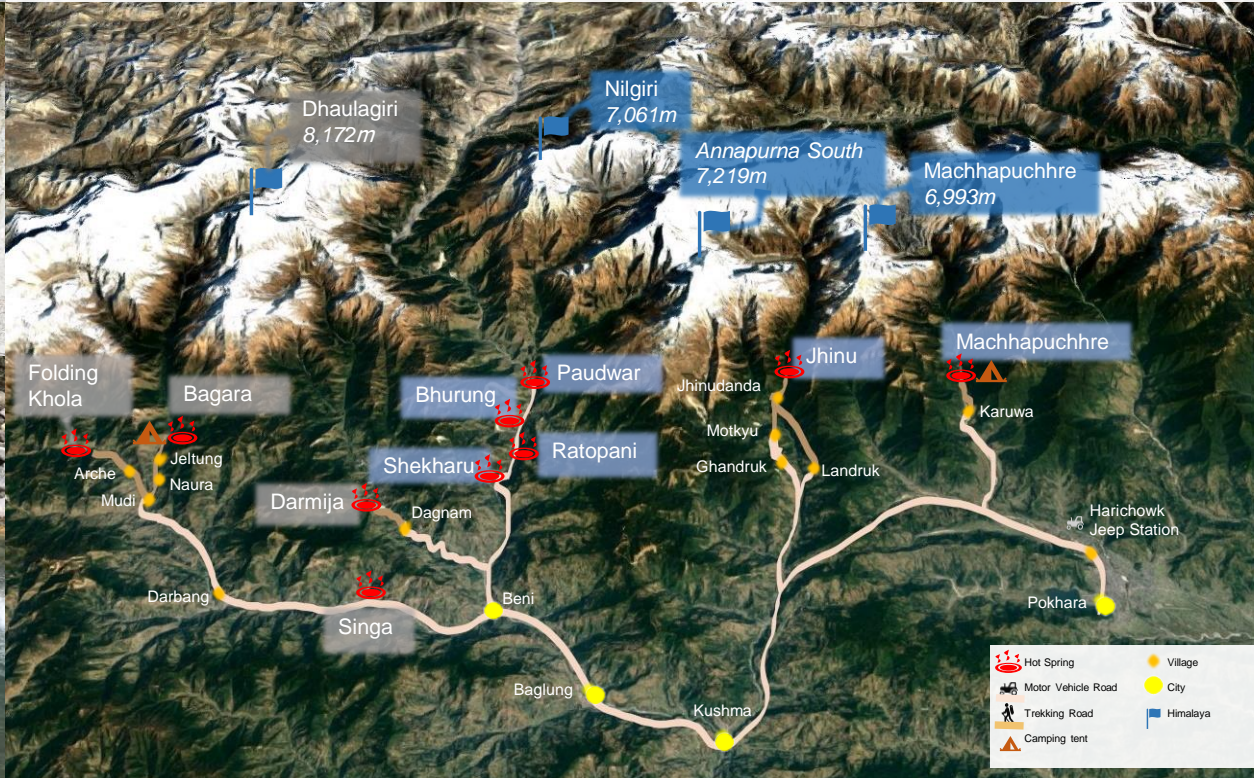 Nilgiri
7,061m
Dhaulagiri
8,172m
Annapurna South
7,219m
Machhapuchhre
6,993m
Machhapuchhre
Jhinu
Paudwar
Folding
Khola
Bagara
Bhurung
Jhinudanda
Karuwa
Motkyu
Ratopani
Jeltung
Shekharu
Ghandruk
Landruk
Arche
Naura
Mudi
Darmija
Dagnam
Harichowk
Jeep Station
Darbang
Beni
Pokhara
Singa
Baglung
Kushma
Hot Spring
Village
Motor Vehicle Road
City
Trekking Road
Himalaya
Camping tent